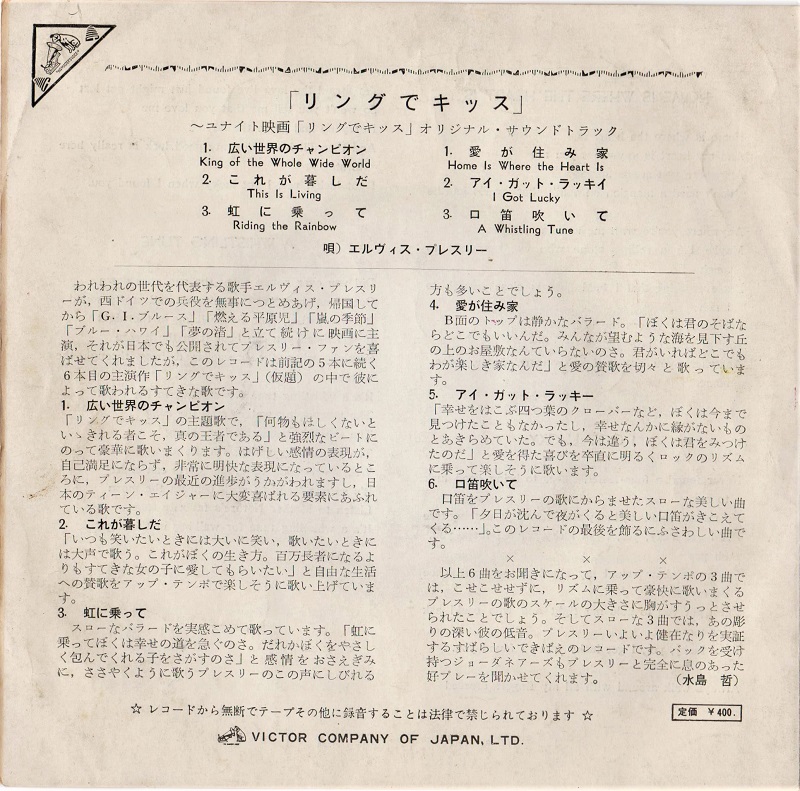 「リングでキッス」
～ユナイト映画「リングでキッス」オリジナル・サウンドトラック
1. 広い世界のチャンピオン
King of the Whole Wide World
2. これが暮しだ
This Is Living
3. 虹に乗って
Riding the Rainbow
1. 愛が住み家
Home Is Where the Heart Is
2. アイ・ガット・ラッキイ
I Got Lucky
3. 口笛吹いて
A Whistling Tune
唄）エルヴィス・プレスリー
われわれの世代を代表する歌手エルヴィス・プレスリ
ーが，西ドイツでの兵役を無事につとめあげ，帰国して
から「G.I.ブルース」「燃える平原児」「嵐の季節」
「ブルー・ハワイ」「夢の渚」と立て続けに映画に主
演，それが日本でも公開されてプレスリー・ファンを喜
ばせてくれましたが，このレコードは前記の5本に続く
6本目の主演作「リングでキッス」（仮題）の中で彼に
よって歌われるすてきな歌です。
1. 広い世界のチャンピオン
「リングでキッス」の主題歌で，「何物もほしくないと
いゝきれる者こそ，真の王者である」と強烈なビートに
のって豪華に歌いまくります。はげしい感情の表現が，
自己満足にならず，非常に明快な表現になっているとこ
ろに，プレスリーの最近の進歩がうかがわれますし，日
本のティーン・エイジャーに大変喜ばれる要素にあふれ
ている歌です。
2. これが暮しだ
「いつも笑いたいときには大いに笑い，歌いたいときに
は大声で歌う。これがぼくの生き方。百万長者になるよ
りもすてきな女の子に愛してもらいたい」と自由な生活
への賛歌をアップ・テンポで楽しそうに歌い上げていま
す。
3. 虹に乗って
スローなバラードを実感こめて歌っています。「虹に
乗ってぼくは幸せの道を急ぐのさ。だれかぼくをやさし
く包んでくれる子をさがすのさ」と感情をおさえぎみ
に，ささやくように歌うプレスリーのこの声にしびれる
方も多いことでしょう。
4. 愛が住み家
B面のトップは静かなバラード。「ぼくは君のそばな
らどこでもいいんだ。みんなが望むような海を見下す丘
の上のお屋敷なんていらないのさ。君がいればどこでも
わが楽しき家なんだ」と愛の賛歌を切々と歌っていま
す。
5. アイ・ガット・ラッキー
「幸せをはこぶ四つ葉のクローバーなど，ぼくは今まで
見つけたこともなかったし，幸せなんかに縁がないもの
とあきらめていた。でも，今は違う，ぼくは君をみつけ
たのだ」と愛を得た喜びを卒直に明るくロックのリズム
に乗って楽しそうに歌います。
6. 口笛吹いて
口笛をプレスリーの歌にからませたスローな美しい曲
です。「夕日が沈んで夜がくると美しい口笛がきこえて
くる……」。このレコードの最後を飾るにふさわしい曲で
す。
× × ×
以上6曲をお聞きになって，アップ・テンポの3曲で
は，こせこせせずに，リズムに乗って豪快に歌いまくる
プレスリーの歌のスケールの大きさに胸がすうっとさせ
られたことでしょう。そしてスローな3曲では，あの彫
りの深い彼の低音。プレスリーいよいよ健在なりを実証
するすばらしいできばえのレコードです。バックを受け
持つジョーダネアーズもプレスリーと完全に息のあった
好プレーを聞かせてくれます。 （水島 哲）
☆ レコードから無断でテープその他に録音することは法律で禁じられております ☆
定価 ￥400.
VICTOR COMPANY OF JAPAN, LTD.